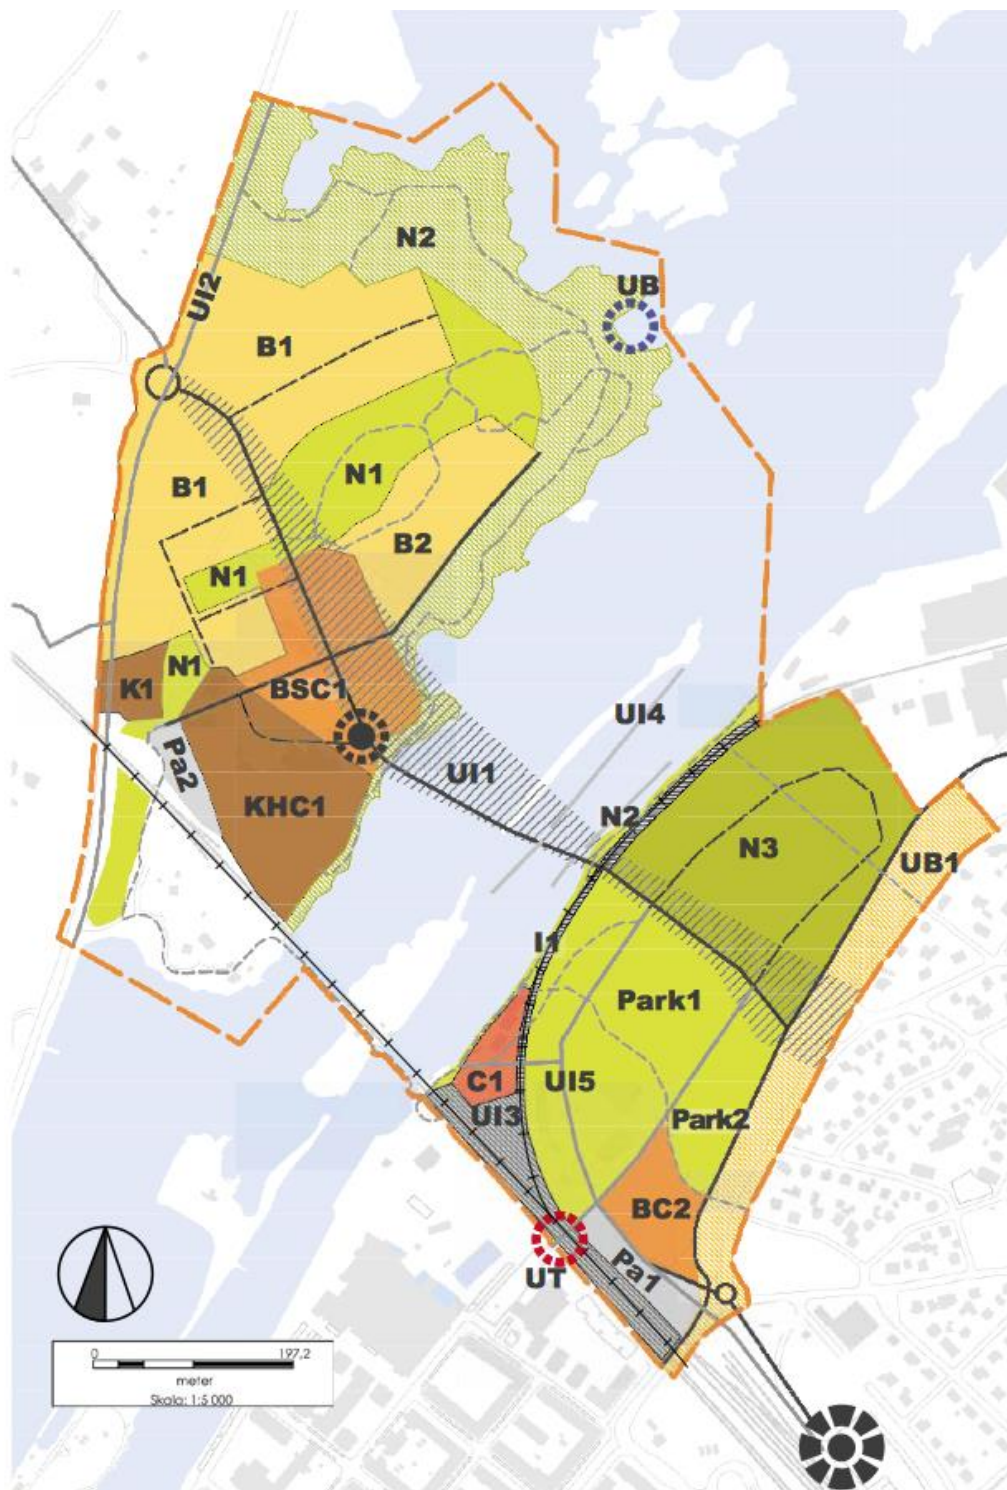 N2
UB
UI2
B1
B1
N1
B2
N1
N1
K1
BSC1
UI4
Pa2
UI1
KHC1
N2
N3
UB1
I1
Park1
C1
UI5
UI3
Park2
BC2
Pa1
UT
0 197,2
meter
Skala: 1:5 000